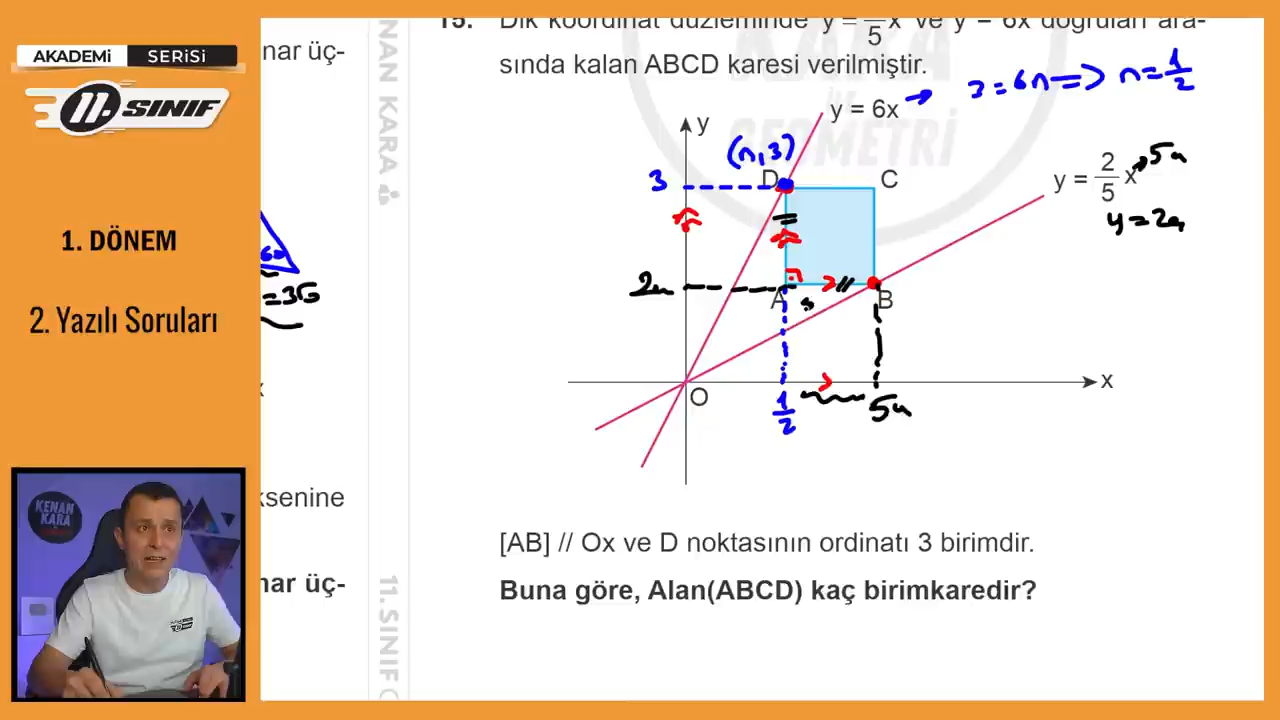 AKADEMİ SERİSİ
11. SINIF
1. DÖNEM
2. Yazılı Soruları
KENAN KARA
nar üç-
= 3
ksenine
nar üç-
NAN KARA
11. SINIF
KARA
GEOMETRİ
15. Dik koordinat düzleminde y = 5 x ve y = 6x doğruları ara-
sında kalan ABCD karesi verilmiştir.
3 = 6n => n = 1/2
y = 6x →
y
(n, 3)
3
D
C
y = 2/5 x → 5a
y = 2a
2a
A
B
x
O
1/2
5a
[AB] // Ox ve D noktasının ordinatı 3 birimdir.
Buna göre, Alan(ABCD) kaç birimkaredir?